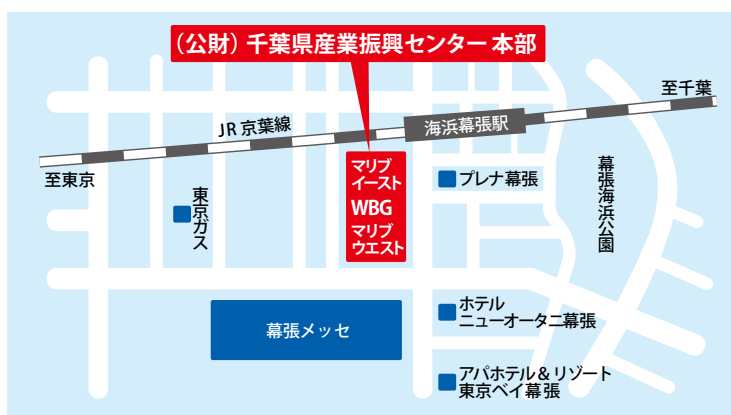 （公財）千葉県産業振興センター 本部
至千葉
JR 京葉線
海浜幕張駅
至東京
マリブ
イースト
WBG
マリブ
ウエスト
プレナ幕張
幕張海浜公園
東京ガス
幕張メッセ
ホテル
ニューオータニ幕張
アパホテル＆リゾート
東京ベイ幕張